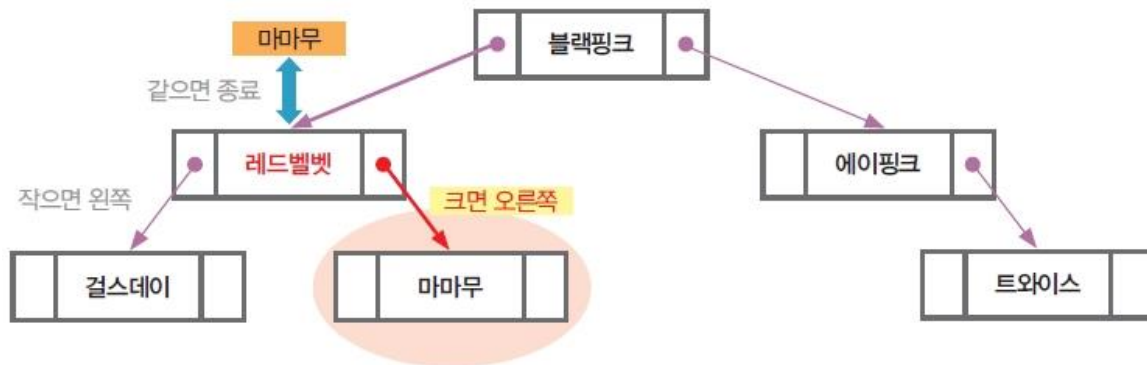 마마무
블랙핑크
같으면 종료
레드벨벳
에이핑크
작으면 왼쪽
크면 오른쪽
걸스데이
마마무
트와이스